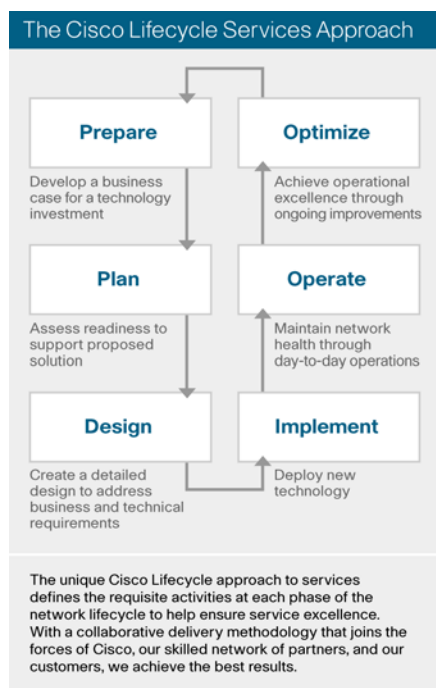 The Cisco Lifecycle Services Approach
Prepare
Develop a business
case for a technology
investment
Plan
Assess readiness to
support proposed
solution
Design
Create a detailed
design to address
business and technical
requirements
Implement
Deploy new
technology
Operate
Maintain network
health through
day-to-day operations
Optimize
Achieve operational
excellence through
ongoing improvements
The unique Cisco Lifecycle approach to services
defines the requisite activities at each phase of the
network lifecycle to help ensure service excellence.
With a collaborative delivery methodology that joins the
forces of Cisco, our skilled network of partners, and our
customers, we achieve the best results.